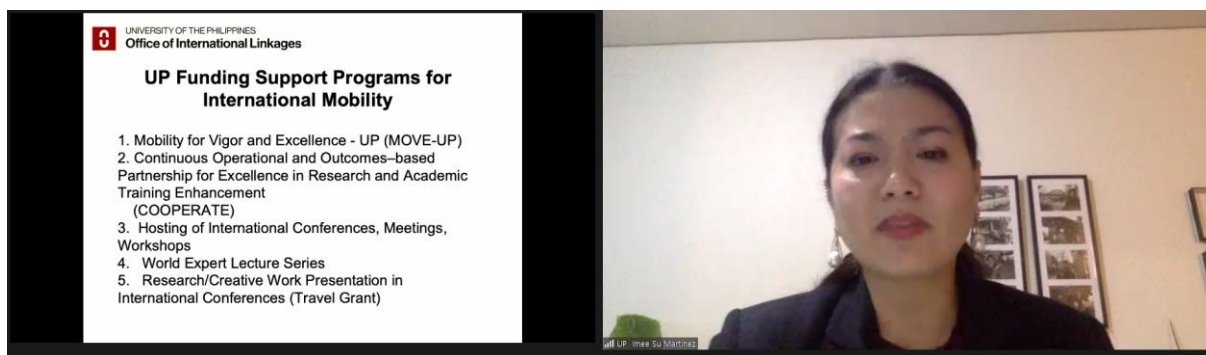 UNIVERSITY OF THE PHILIPPINES
Office of International Linkages
UP Funding Support Programs for
International Mobility
1. Mobility for Vigor and Excellence - UP (MOVE-UP)
2. Continuous Operational and Outcomes–based
Partnership for Excellence in Research and Academic
Training Enhancement
(COOPERATE)
3. Hosting of International Conferences, Meetings,
Workshops
4. World Expert Lecture Series
5. Research/Creative Work Presentation in
International Conferences (Travel Grant)
UP Imee Su Martinez